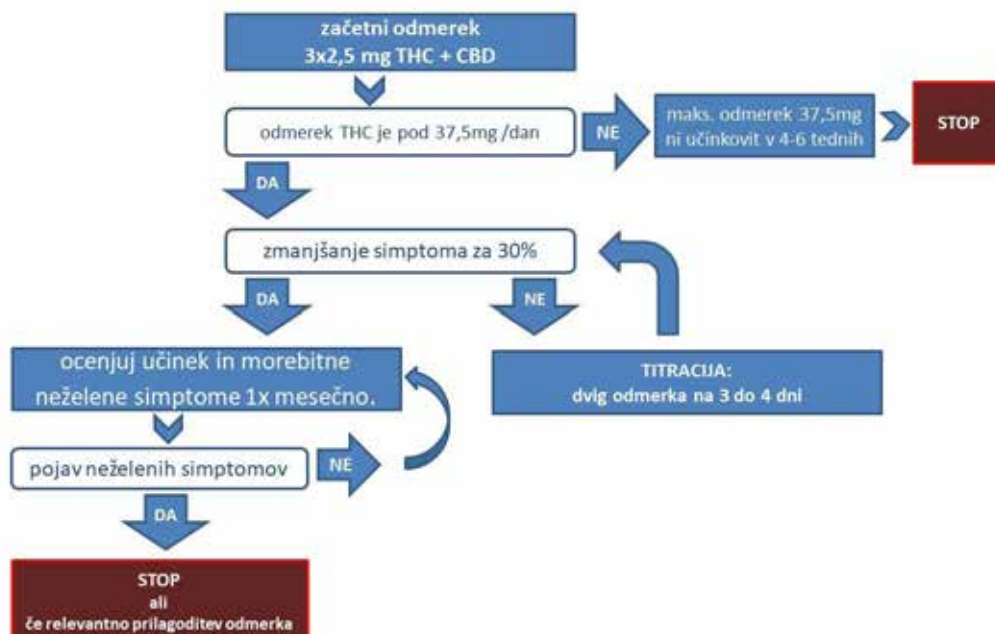 začetni odmerek
3x2,5 mg THC + CBD
odmerek THC je pod 37,5mg /dan
NE
maks. odmerek 37,5mg
ni učinkovit v 4-6 tednih
STOP
DA
zmanjšanje simptoma za 30%
DA
NE
ocenjuj učinek in morebitne
neželene simptome 1x mesečno.
TITRACIJA:
dvig odmerka na 3 do 4 dni
pojav neželenih simptomov
NE
DA
STOP
ali
če relevantno prilagoditev odmerka